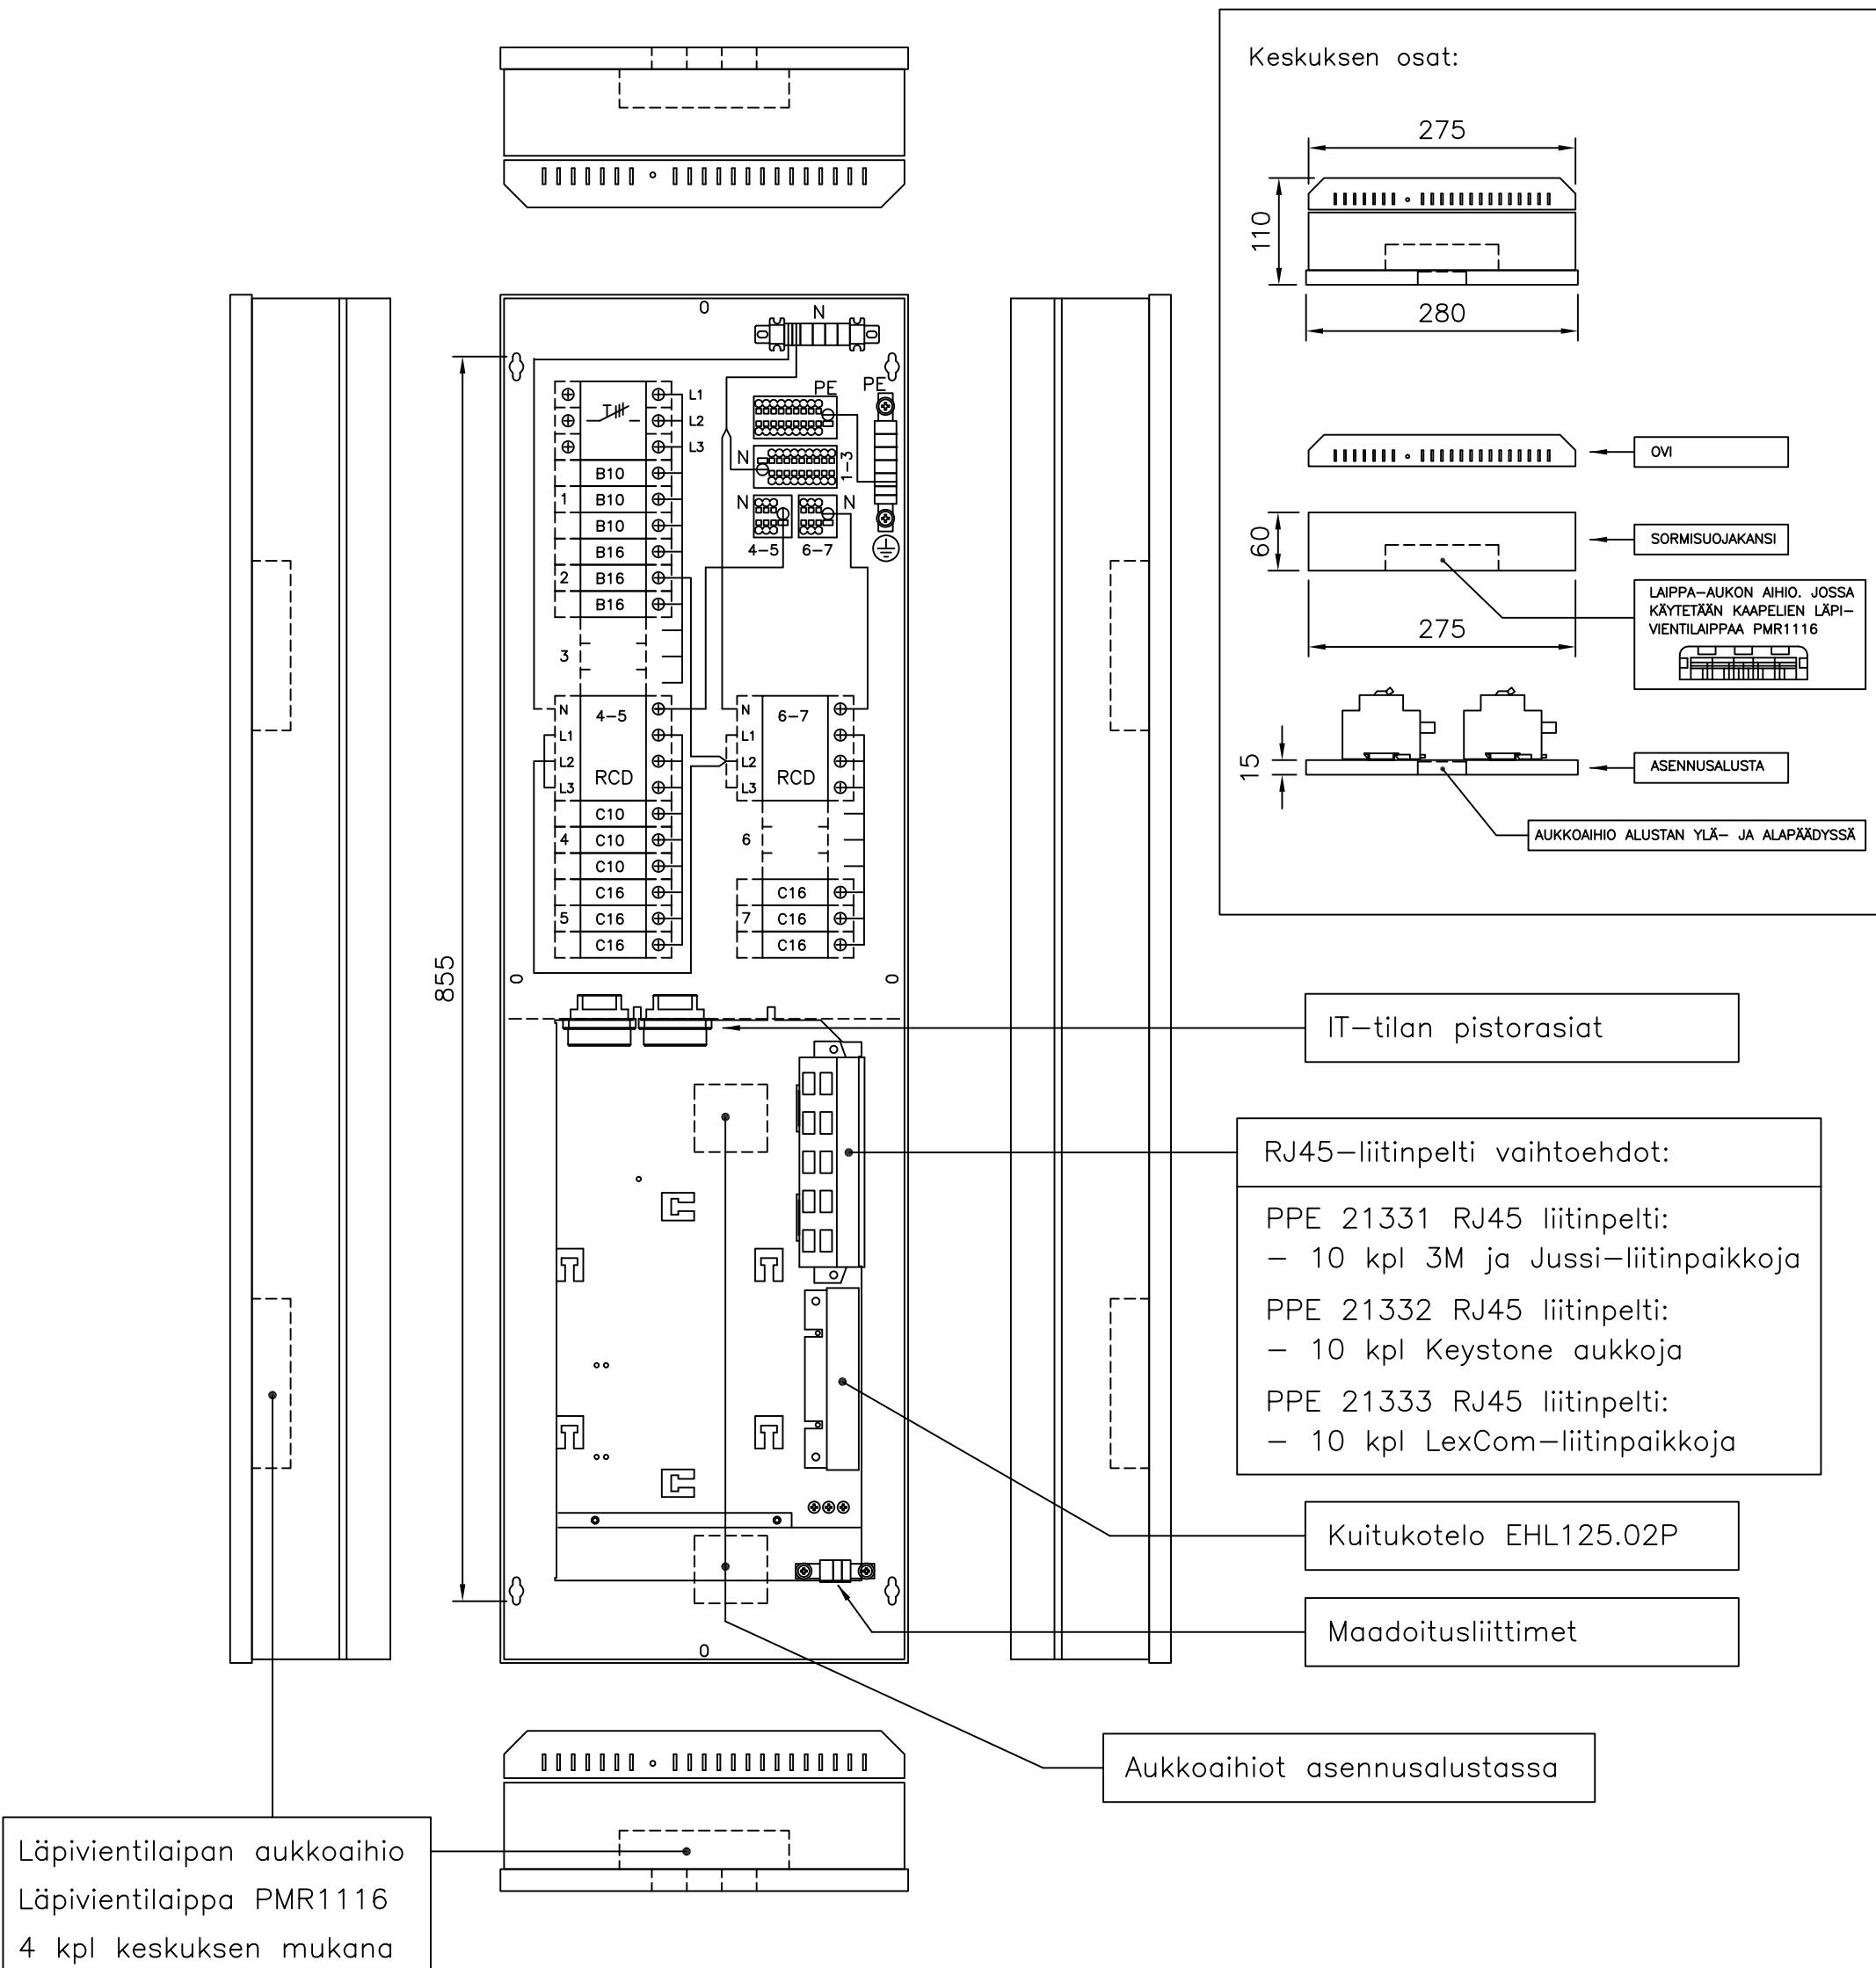 Keskuksen osat:
275
110
280
OVI
60
SORMISUOJAKANSI
LAIPPA-AUKON AIHIO. JOSSA
KÄYTETÄÄN KAAPELIEN LÄPI-
VIENTILAIPPAA PMR1116
275
15
ASENNUSALUSTA
AUKKOAIHIO ALUSTAN YLÄ- JA ALAPÄÄDYSSÄ
N
PE
PE
L1
T
L2
L3
N
1-3
B10
1
B10
N
N
B10
4-5
6-7
B16
2
B16
B16
3
N
4-5
L1
L2
RCD
L3
N
6-7
L1
L2
RCD
L3
C10
4
C10
6
C10
C16
C16
5
C16
7
C16
C16
C16
855
IT-tilan pistorasiat
RJ45-liitinpelti vaihtoehdot:
PPE 21331 RJ45 liitinpelti:
- 10 kpl 3M ja Jussi-liitinpaikkoja
PPE 21332 RJ45 liitinpelti:
- 10 kpl Keystone aukkoja
PPE 21333 RJ45 liitinpelti:
- 10 kpl LexCom-liitinpaikkoja
Kuitukotelo EHL125.02P
Maadoitusliittimet
Aukkoaihiot asennusalustassa
Läpivientilaipan aukkoaihio
Läpivientilaippa PMR1116
4 kpl keskuksen mukana